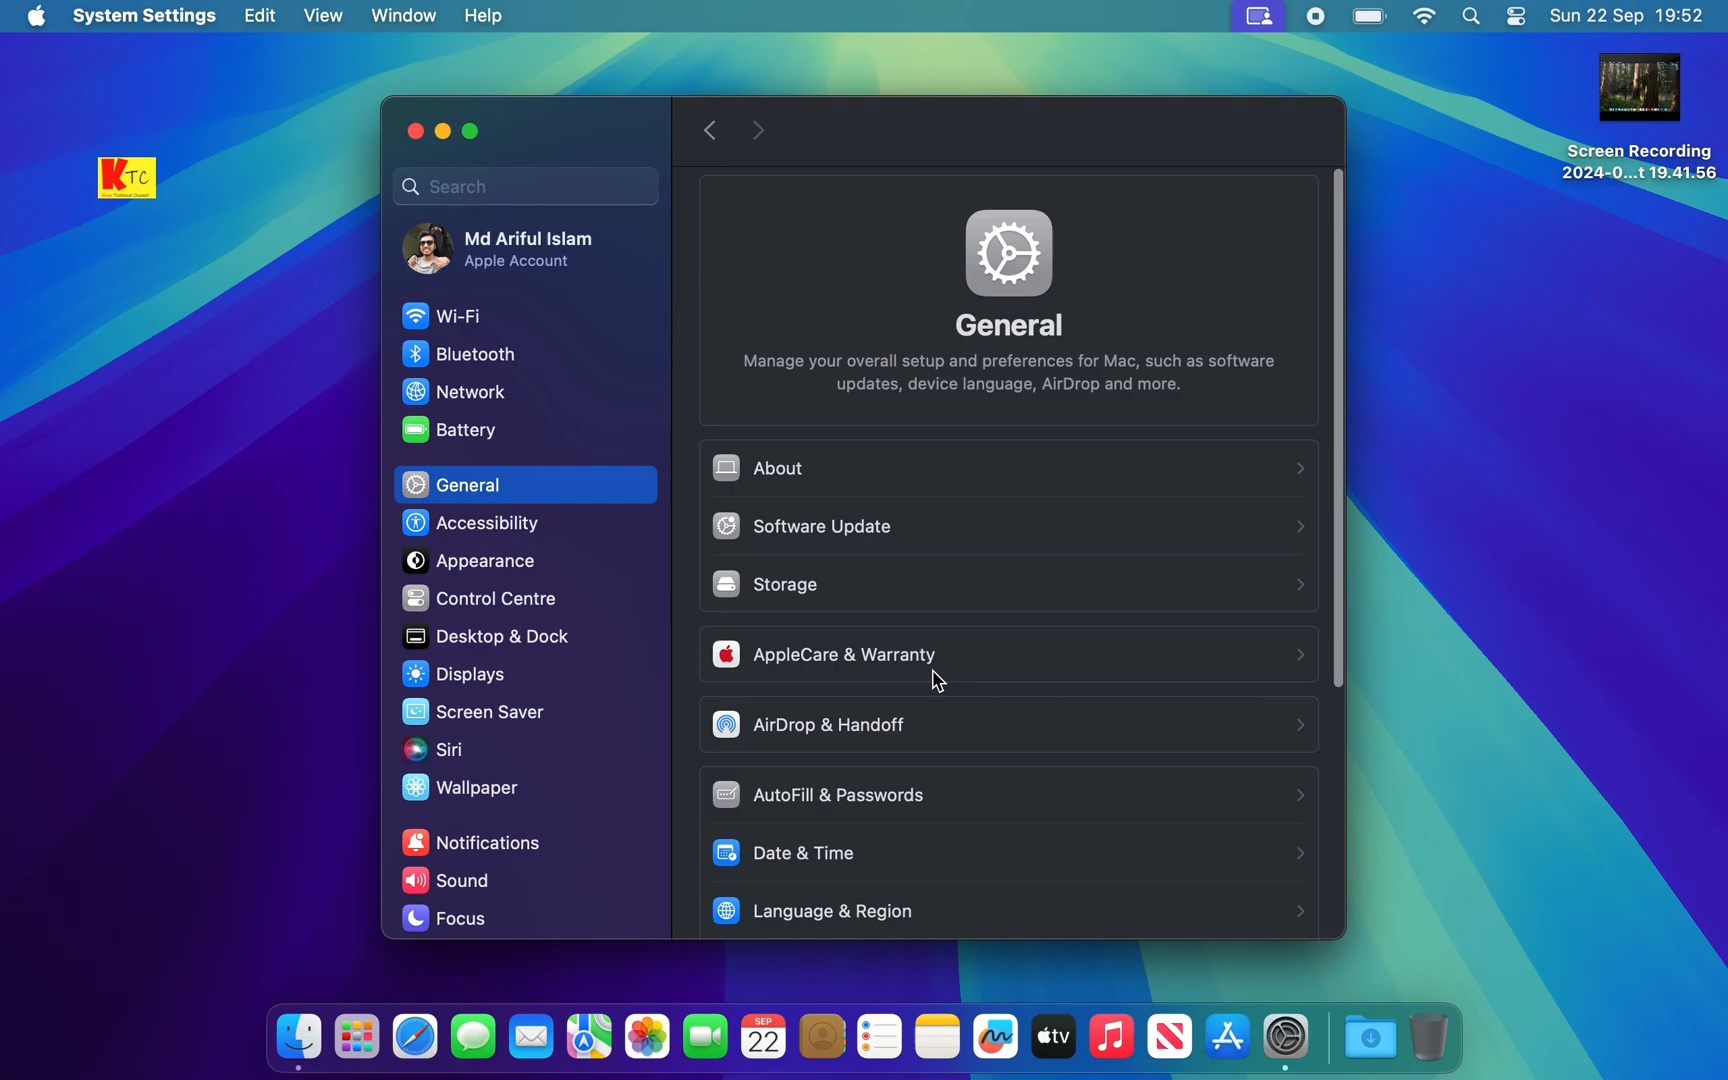 System Settings Edit View Window Help
Sun 22 Sep 19:52
KTC
Screen Recording
2024-0...t 19.41.56
Search
Md Ariful Islam
Apple Account
Wi-Fi
Bluetooth
Network
Battery
General
Accessibility
Appearance
Control Centre
Desktop & Dock
Displays
Screen Saver
Siri
Wallpaper
Notifications
Sound
Focus
General
Manage your overall setup and preferences for Mac, such as software
updates, device language, AirDrop and more.
About
Software Update
Storage
AppleCare & Warranty
AirDrop & Handoff
AutoFill & Passwords
Date & Time
Language & Region
SEP
22
tv